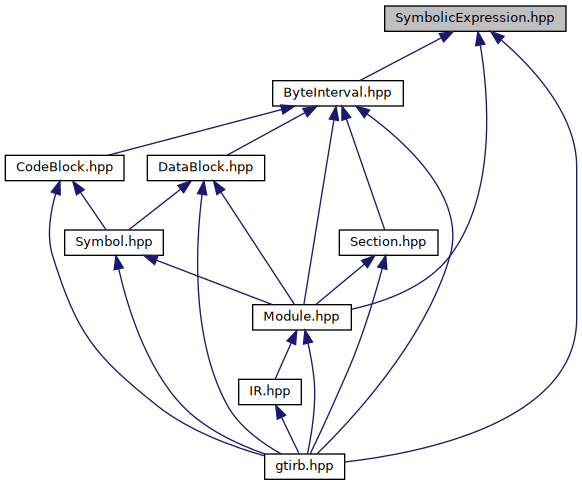 SymbolicExpression.hpp
ByteInterval.hpp
CodeBlock.hpp
DataBlock.hpp
Symbol.hpp
Section.hpp
Module.hpp
IR.hpp
gtirb.hpp